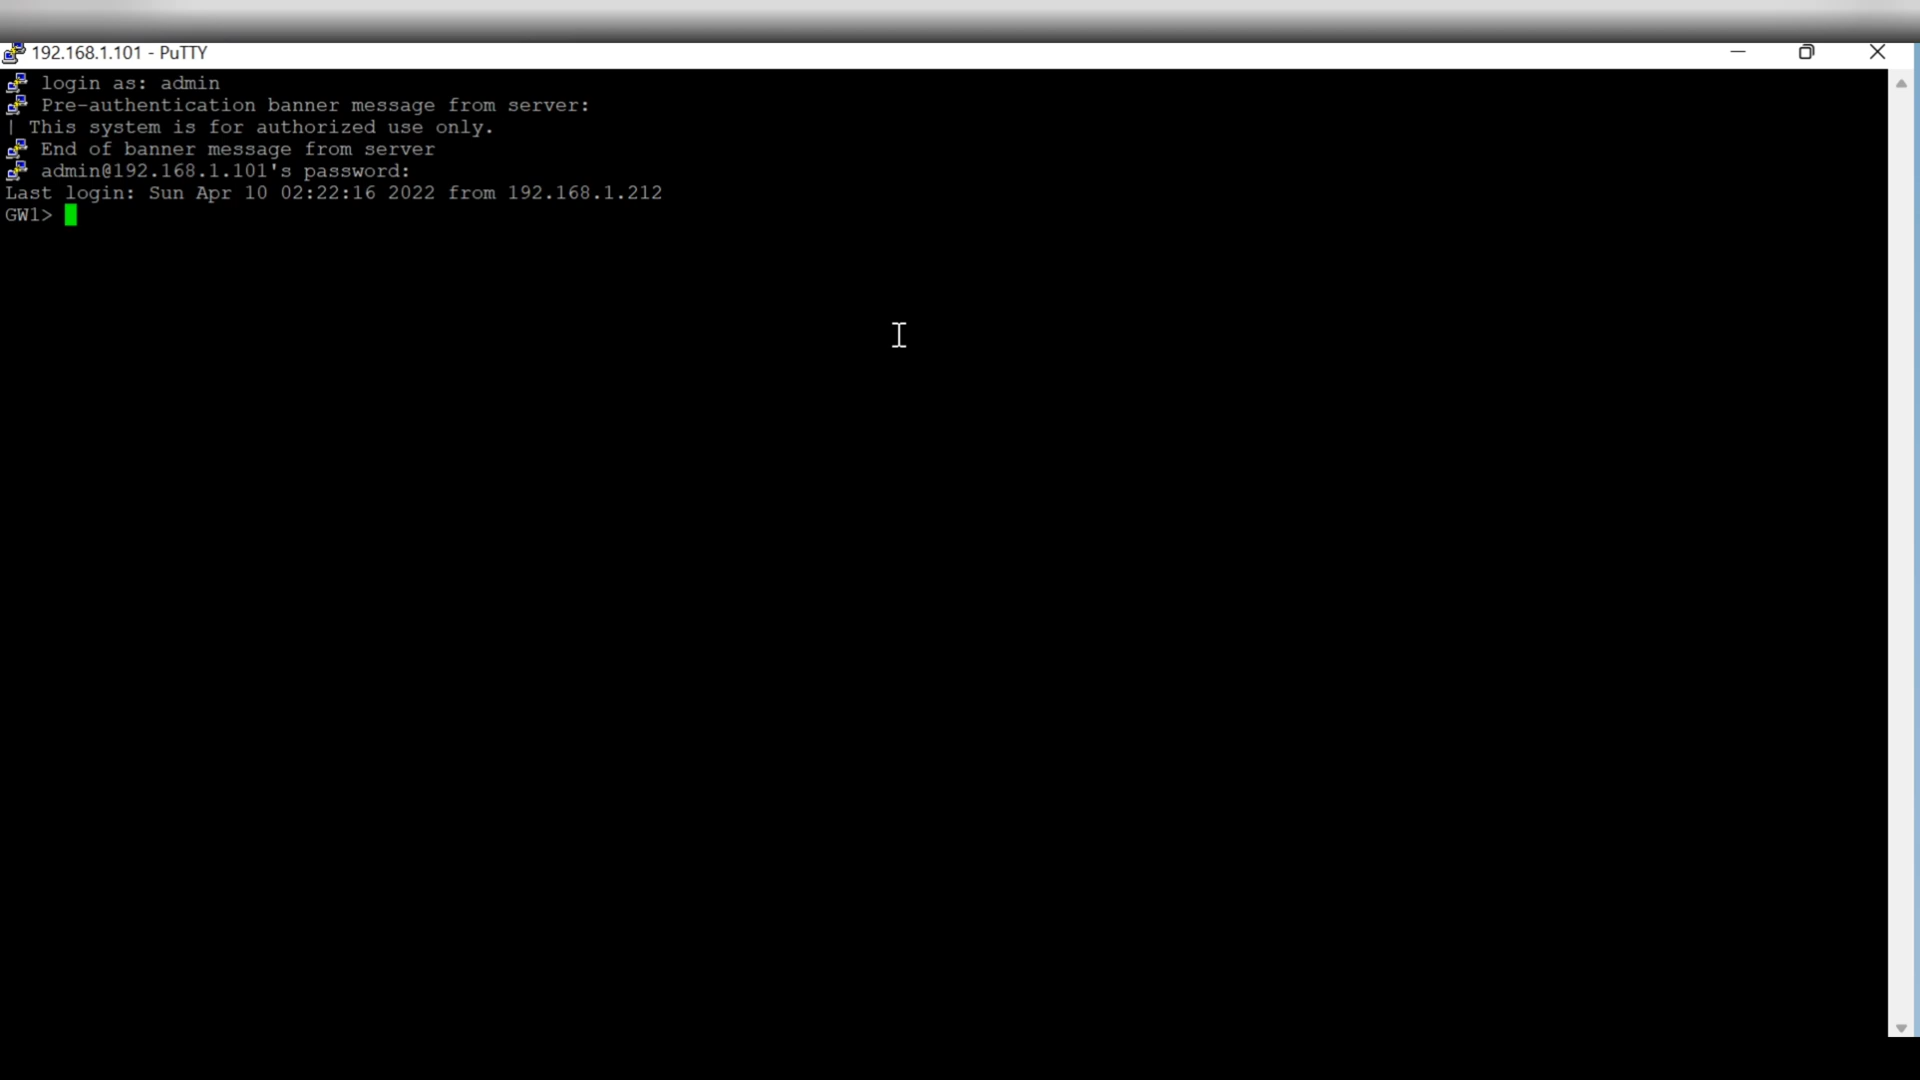 192.168.1.101 - PuTTY
login as: admin
Pre-authentication banner message from server:
| This system is for authorized use only.
End of banner message from server
admin@192.168.1.101's password:
Last login: Sun Apr 10 02:22:16 2022 from 192.168.1.212
GW1>